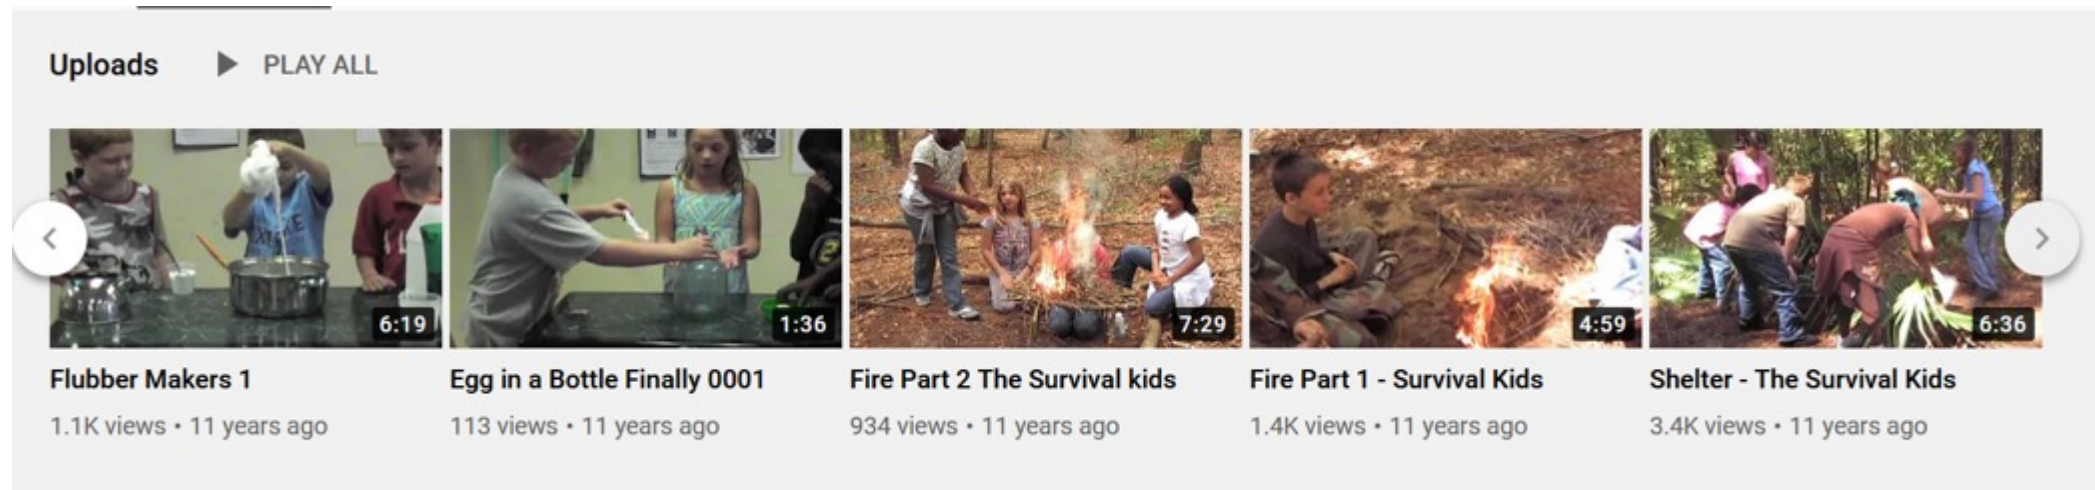 Uploads PLAY ALL
6:19 1:36 7:29 4:59 6:36
Flubber Makers 1
1.1K views • 11 years ago
Egg in a Bottle Finally 0001
113 views • 11 years ago
Fire Part 2 The Survival kids
934 views • 11 years ago
Fire Part 1 - Survival Kids
1.4K views • 11 years ago
Shelter - The Survival Kids
3.4K views • 11 years ago